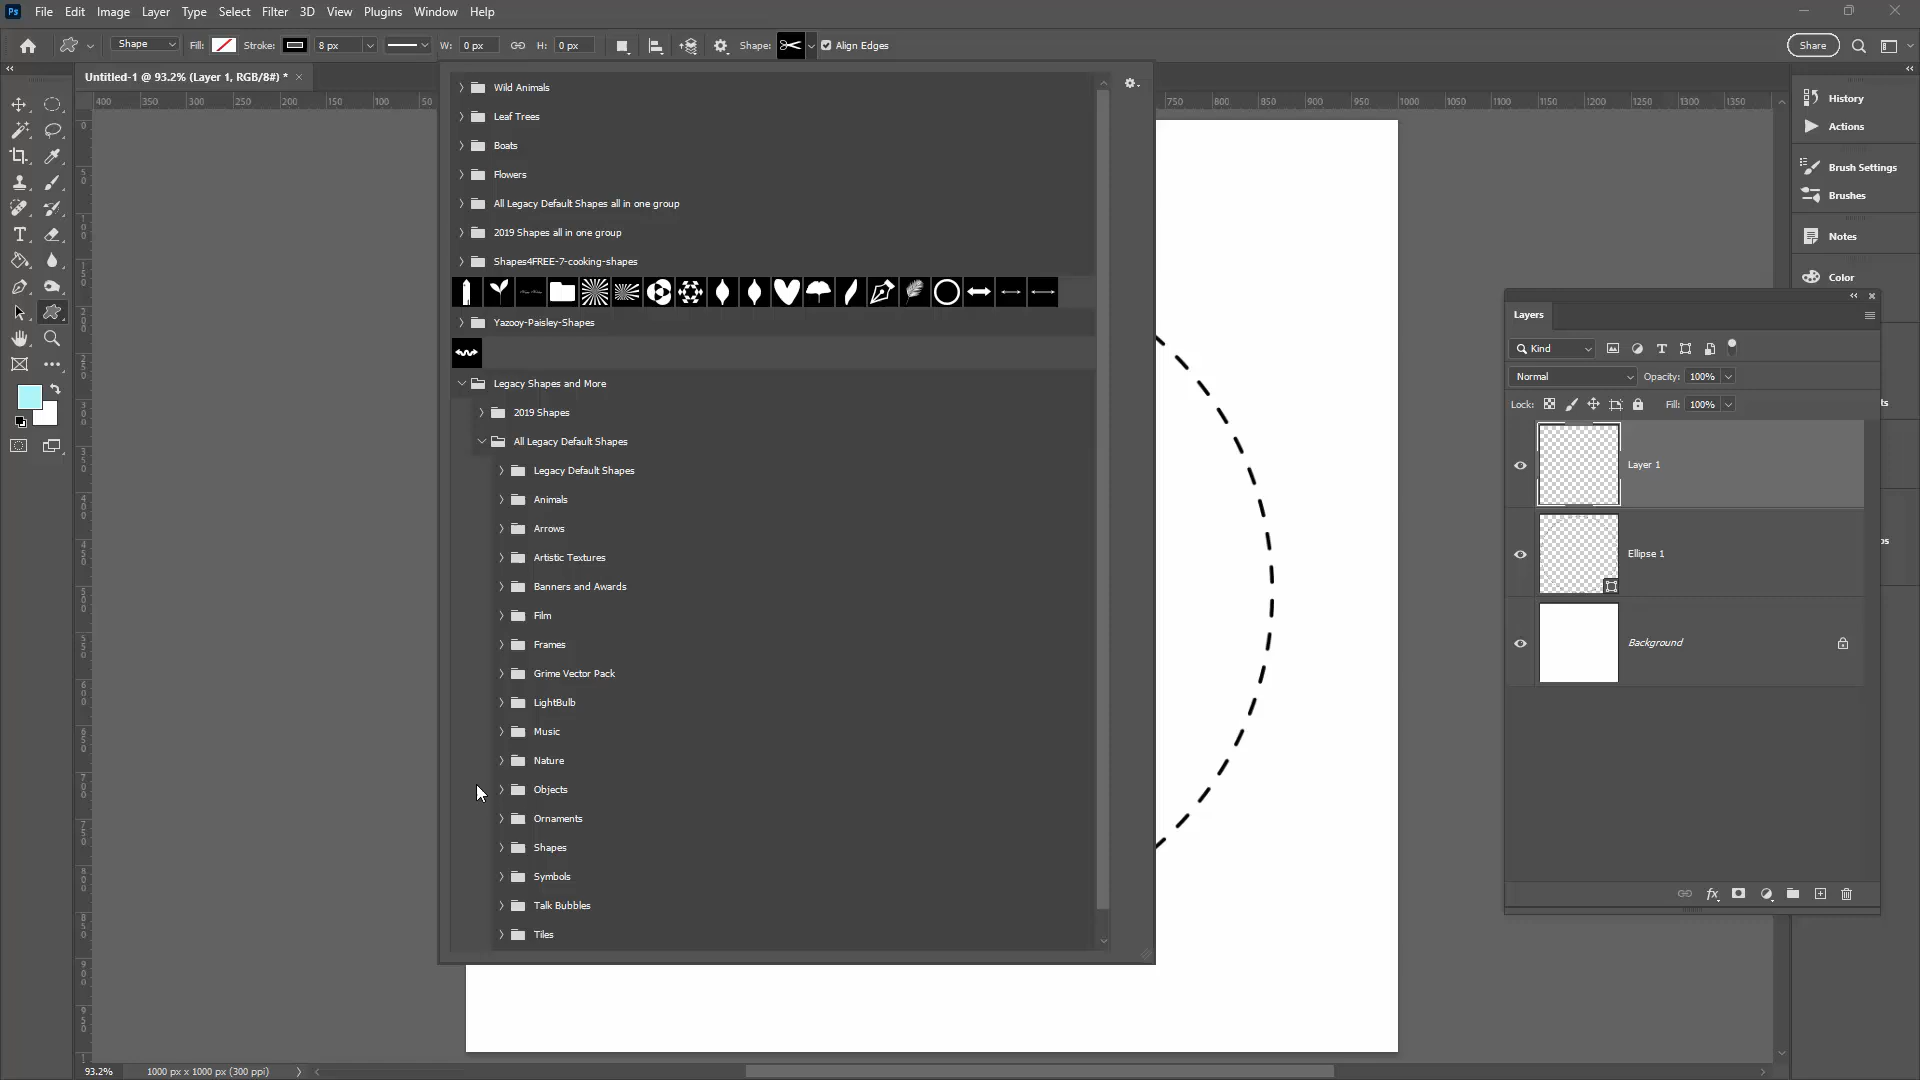 Ps File Edit Image Layer Type Select Filter 3D View Plugins Window Help
Shape Fill: Stroke: 8 px W: 0 px H: 0 px Shape: Align Edges Share
Untitled-1 @ 93.2% (Layer 1, RGB/8#) * ×
400 350 300 250 200 150 100 50 750 800 850 900 950 1000 1050 1100 1150 1200 1250 1300 1350
Wild Animals
Leaf Trees
Boats
Flowers
All Legacy Default Shapes all in one group
2019 Shapes all in one group
Shapes4FREE-7-cooking-shapes
Yazooy-Paisley-Shapes
Legacy Shapes and More
2019 Shapes
All Legacy Default Shapes
Legacy Default Shapes
Animals
Arrows
Artistic Textures
Banners and Awards
Film
Frames
Grime Vector Pack
LightBulb
Music
Nature
Objects
Ornaments
Shapes
Symbols
Talk Bubbles
Tiles
History
Actions
Brush Settings
Brushes
Notes
Color
Layers
Kind
Normal Opacity: 100%
Lock: Fill: 100%
Layer 1
Ellipse 1
Background
93.2% 1000 px x 1000 px (300 ppi)